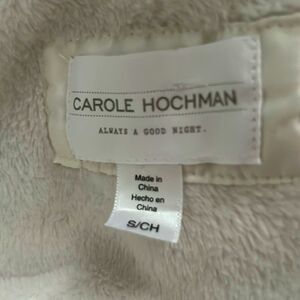 CAROLE HOCHMAN
ALWAYS A GOOD NIGHT.
Made in
China
Hecho en
China
S/CH